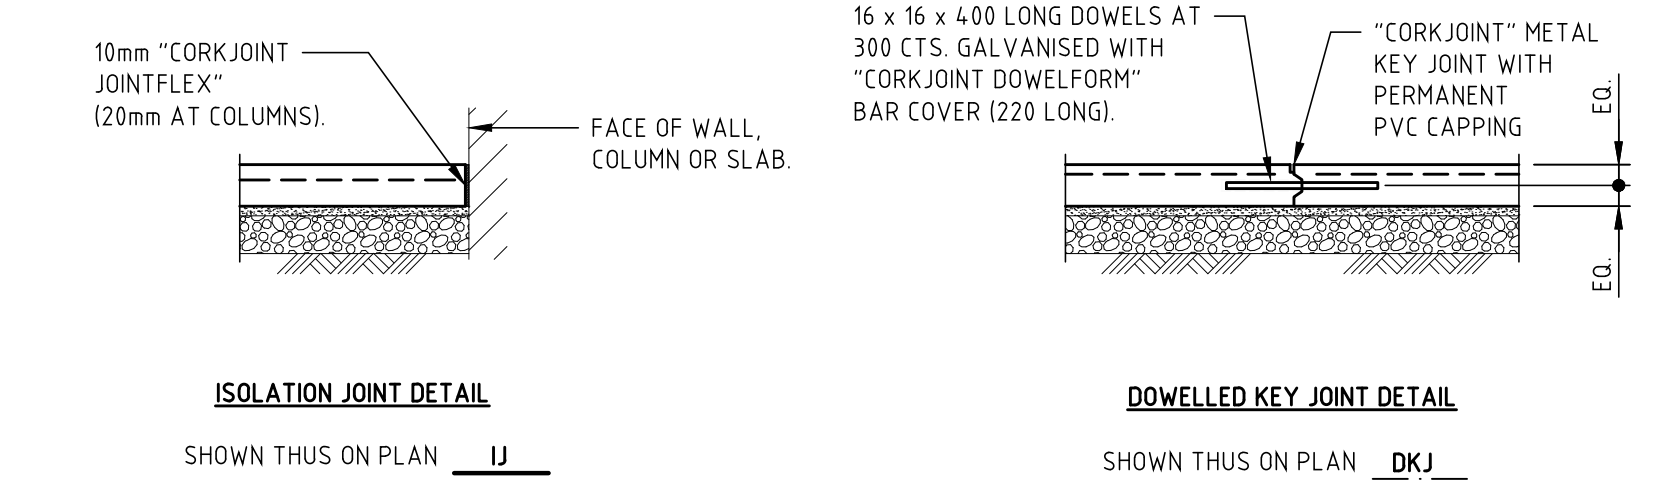 10mm "CORKJOINT
JOINTFLEX"
(20mm AT COLUMNS).
FACE OF WALL,
COLUMN OR SLAB.
ISOLATION JOINT DETAIL
SHOWN THUS ON PLAN IJ
16 x 16 x 400 LONG DOWELS AT
300 CTS. GALVANISED WITH
"CORKJOINT DOWELFORM"
BAR COVER (220 LONG).
"CORKJOINT" METAL
KEY JOINT WITH
PERMANENT
PVC CAPPING
EQ.
EQ.
DOWELLED KEY JOINT DETAIL
SHOWN THUS ON PLAN DKJ